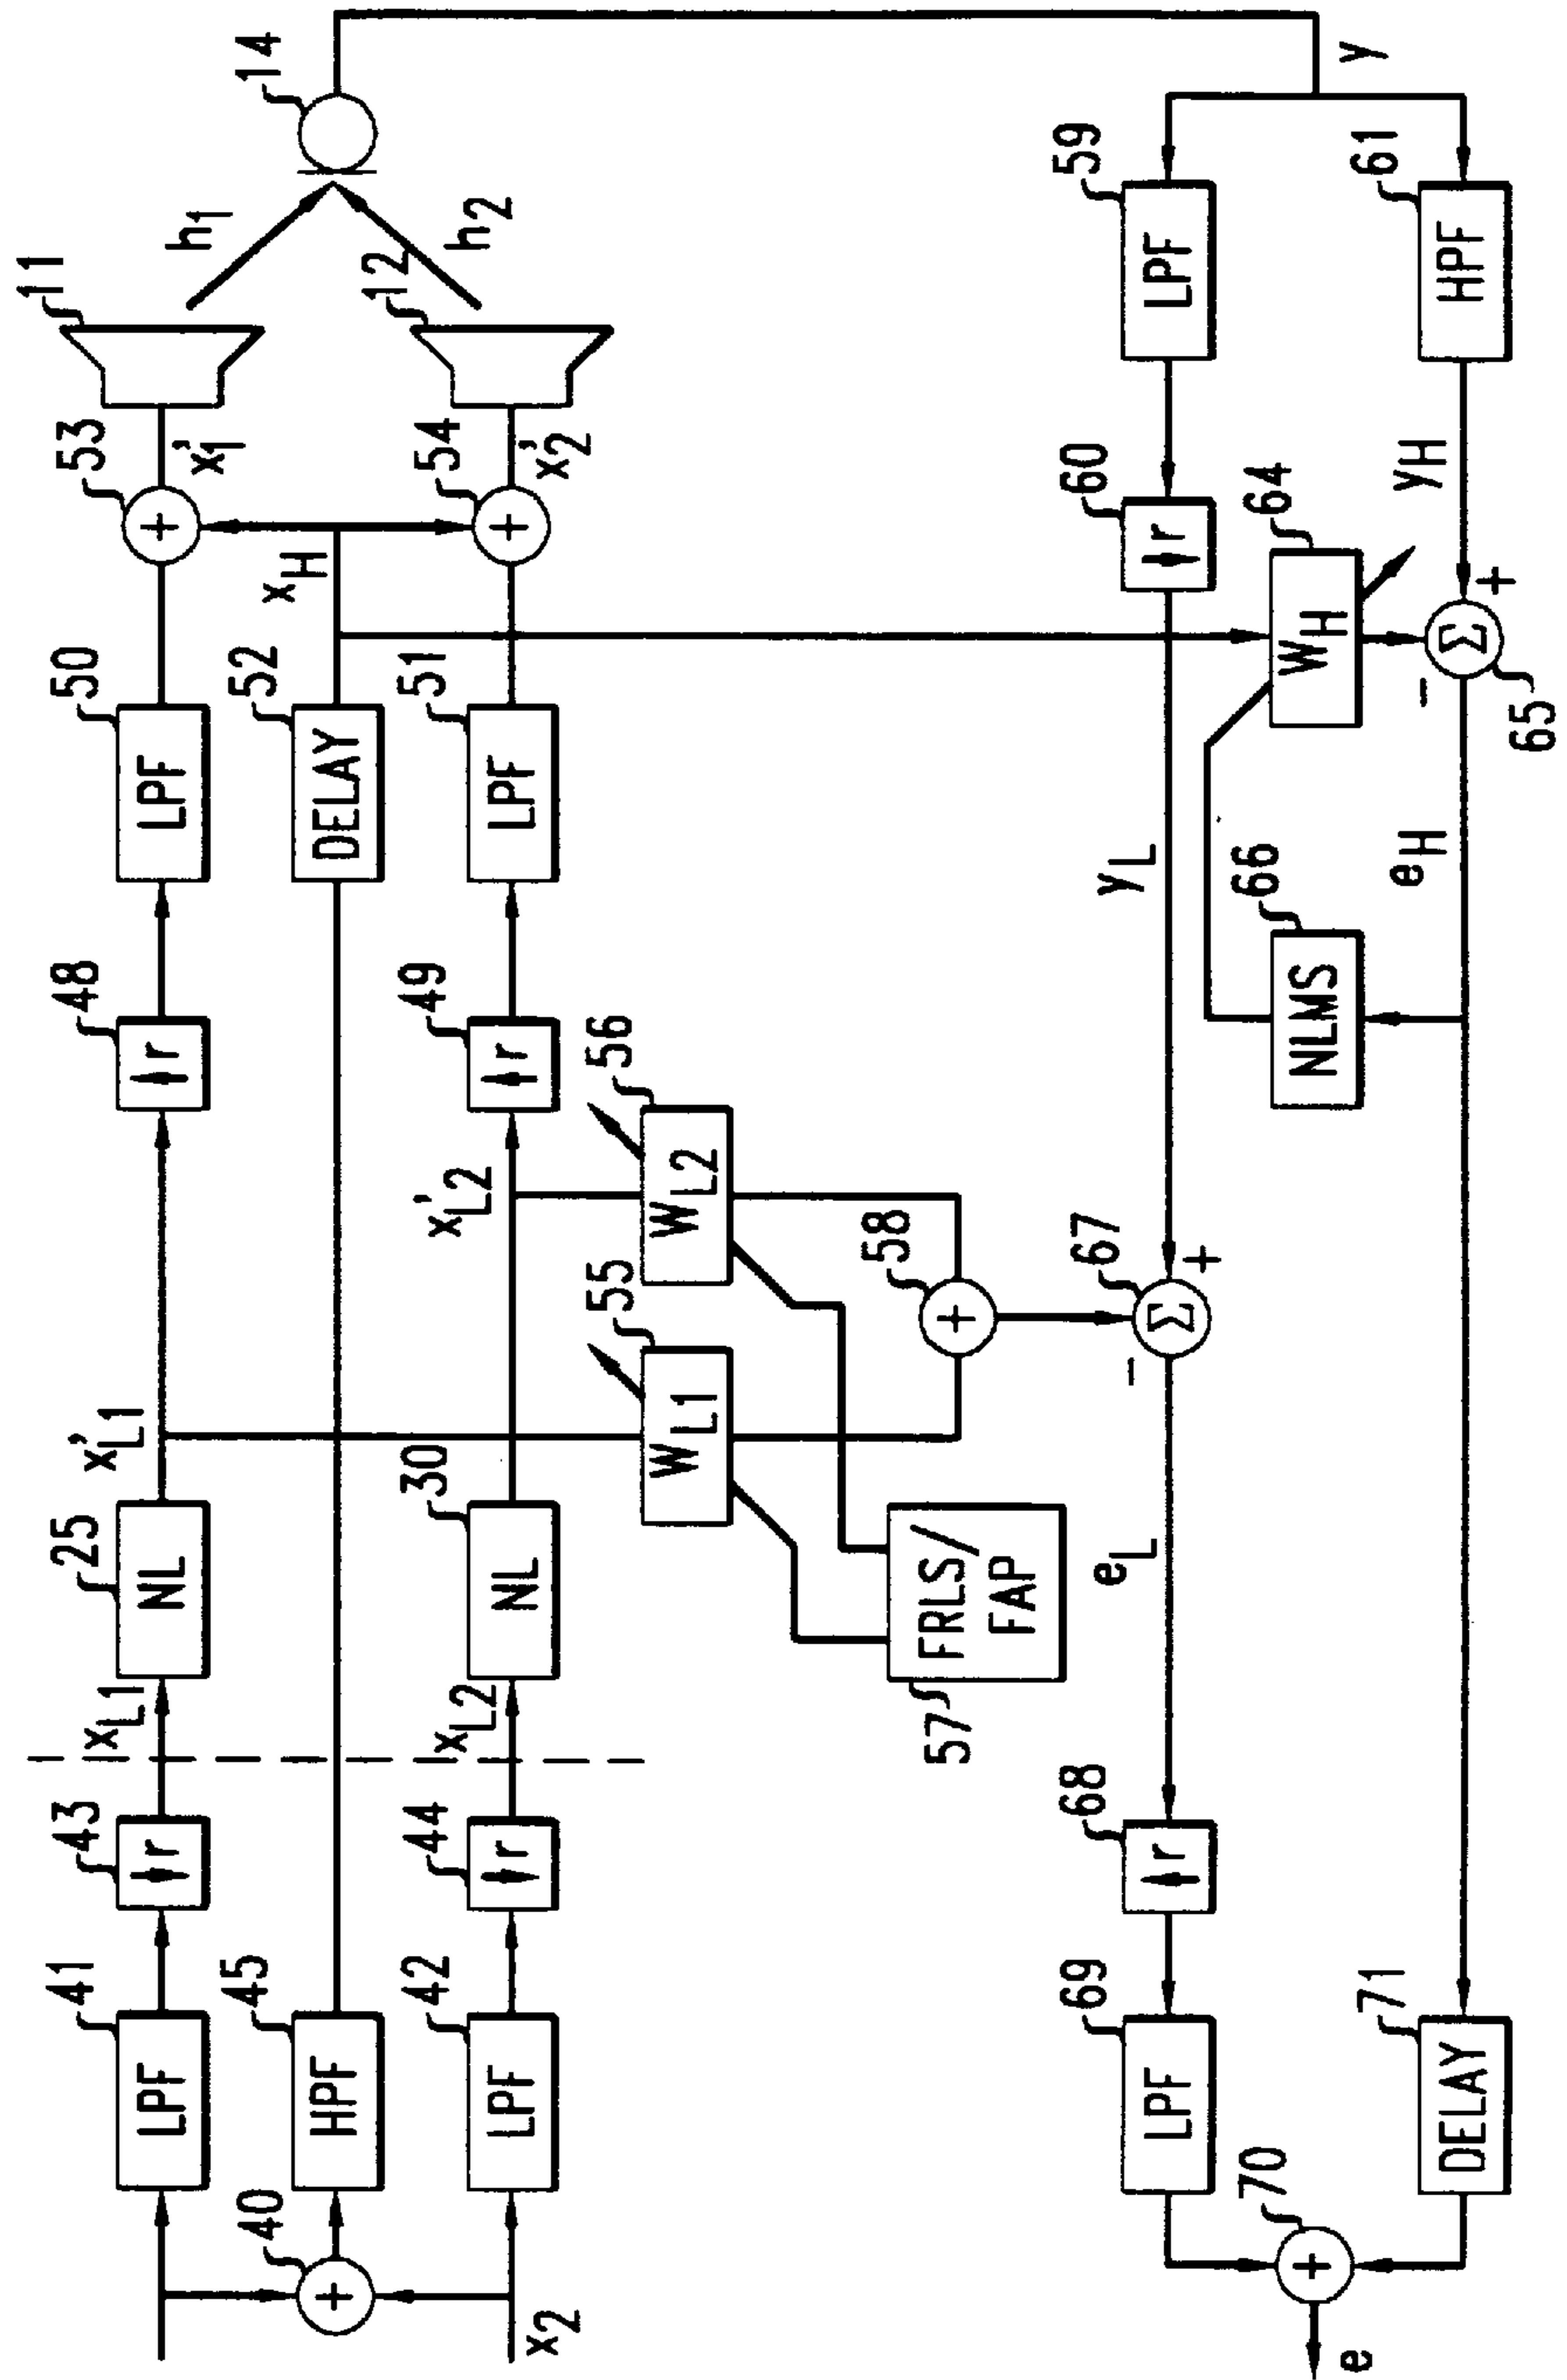 41 43 25 48 50 53 11
LPF ↓r xL1 NL x'L1 ↑r LPF + x'1
h1 14
40 45 52 xH
+ HPF DELAY
42 44 30 49 51 54 12
LPF ↓r xL2 NL x'L2 ↑r LPF + x'2 h2
x2
55 56
WL1 WL2
57 FRLS/
FAP
58
+
69 68 eL 67 yL 60 59
LPF ↑r - Σ + ↓r LPF
70
+
e
66 64
NLMS WH
y
71 eH yH 61
DELAY - Σ + HPF
65